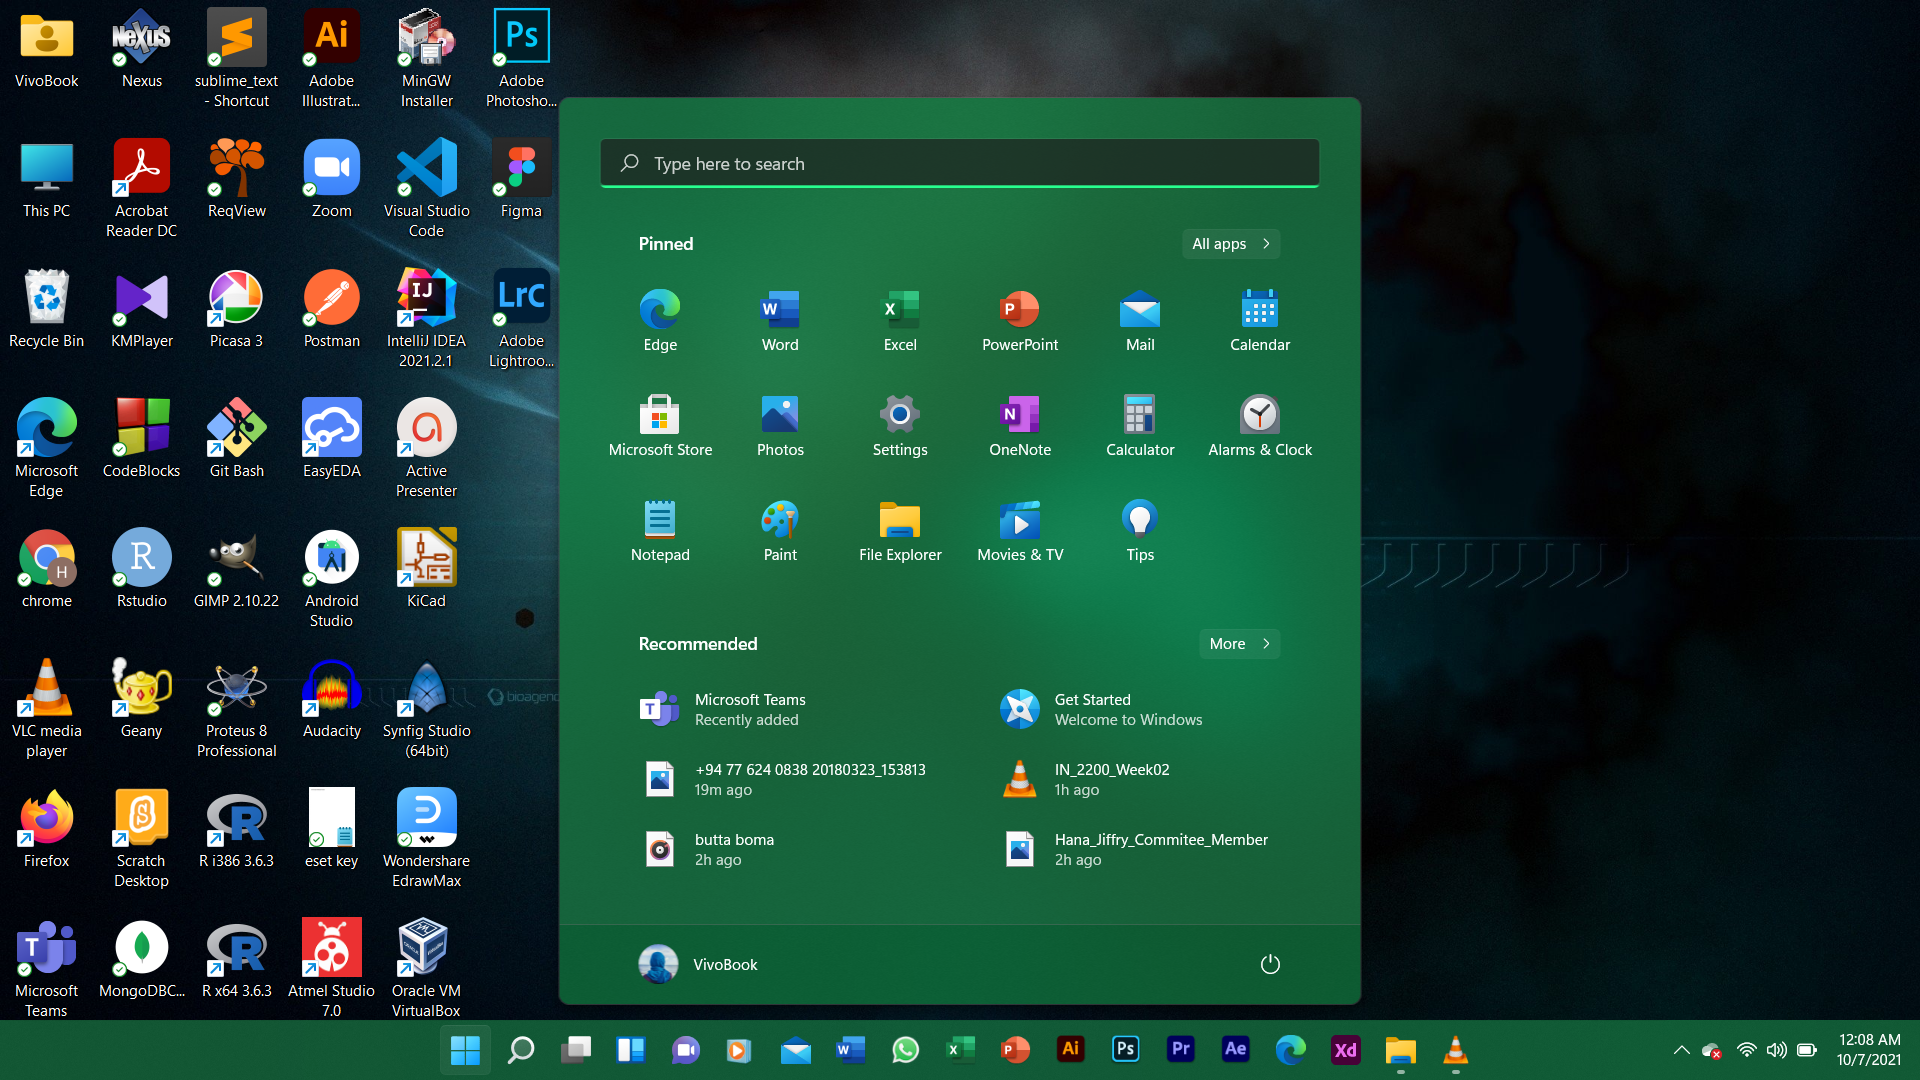 VivoBook
Nexus
sublime_text
- Shortcut
Adobe
Illustrat...
MinGW
Installer
Adobe
Photosho...
This PC
Acrobat
Reader DC
ReqView
Zoom
Visual Studio
Code
Figma
Recycle Bin
KMPlayer
Picasa 3
Postman
IntelliJ IDEA
2021.2.1
Adobe
Lightroo...
Microsoft
Edge
CodeBlocks
Git Bash
EasyEDA
Active
Presenter
chrome
Rstudio
GIMP 2.10.22
Android
Studio
KiCad
VLC media
player
Geany
Proteus 8
Professional
Audacity
Synfig Studio
(64bit)
Firefox
Scratch
Desktop
R i386 3.6.3
eset key
Wondershare
EdrawMax
Microsoft
Teams
MongoDBC...
R x64 3.6.3
Atmel Studio
7.0
Oracle VM
VirtualBox
bioagenc
Type here to search
Pinned
All apps
Edge
Word
Excel
PowerPoint
Mail
Calendar
Microsoft Store
Photos
Settings
OneNote
Calculator
Alarms & Clock
Notepad
Paint
File Explorer
Movies & TV
Tips
Recommended
More
Microsoft Teams
Recently added
Get Started
Welcome to Windows
+94 77 624 0838 20180323_153813
19m ago
IN_2200_Week02
1h ago
butta boma
2h ago
Hana_Jiffry_Commitee_Member
2h ago
VivoBook
12:08 AM
10/7/2021